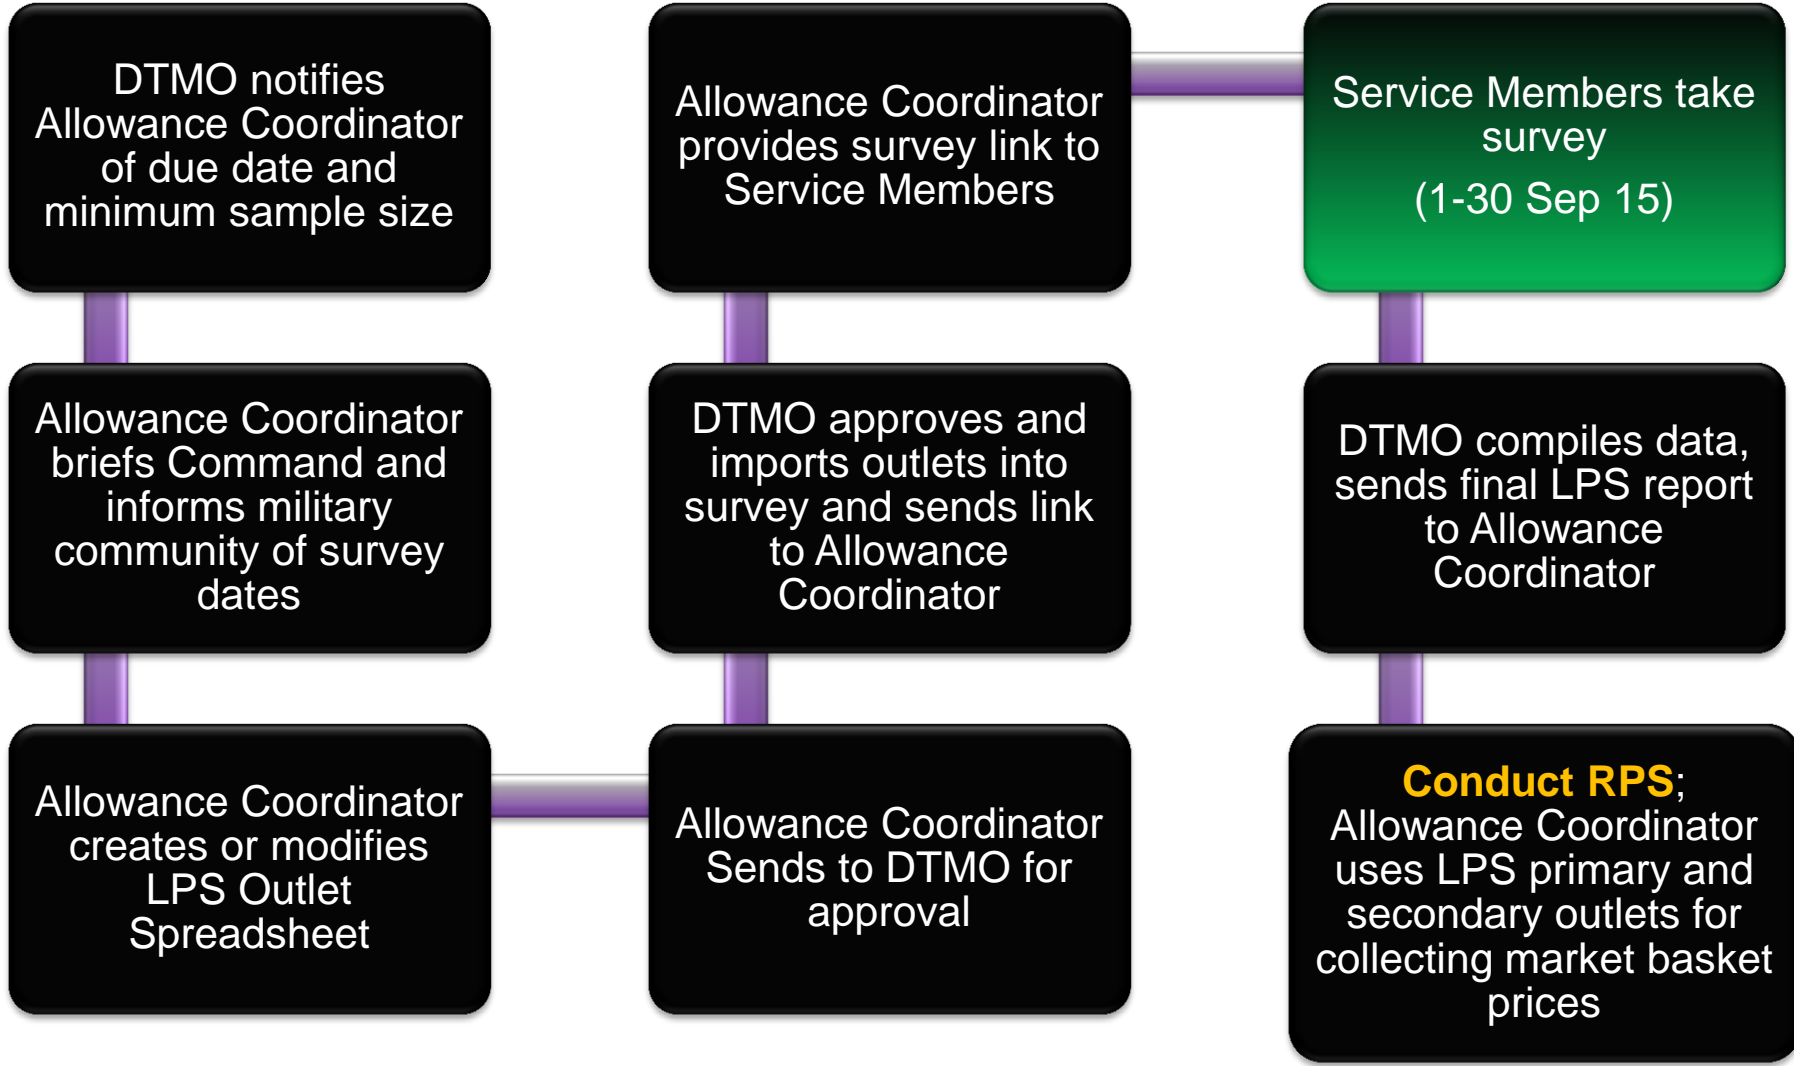 DTMO notifies
Allowance Coordinator
of due date and
minimum sample size
Allowance Coordinator
briefs Command and
informs military
community of survey
dates
Allowance Coordinator
creates or modifies
LPS Outlet
Spreadsheet
Allowance Coordinator
Sends to DTMO for
approval
DTMO approves and
imports outlets into
survey and sends link
to Allowance
Coordinator
Allowance Coordinator
provides survey link to
Service Members
Service Members take
survey
(1-30 Sep 15)
DTMO compiles data,
sends final LPS report
to Allowance
Coordinator
Conduct RPS;
Allowance Coordinator
uses LPS primary and
secondary outlets for
collecting market basket
prices